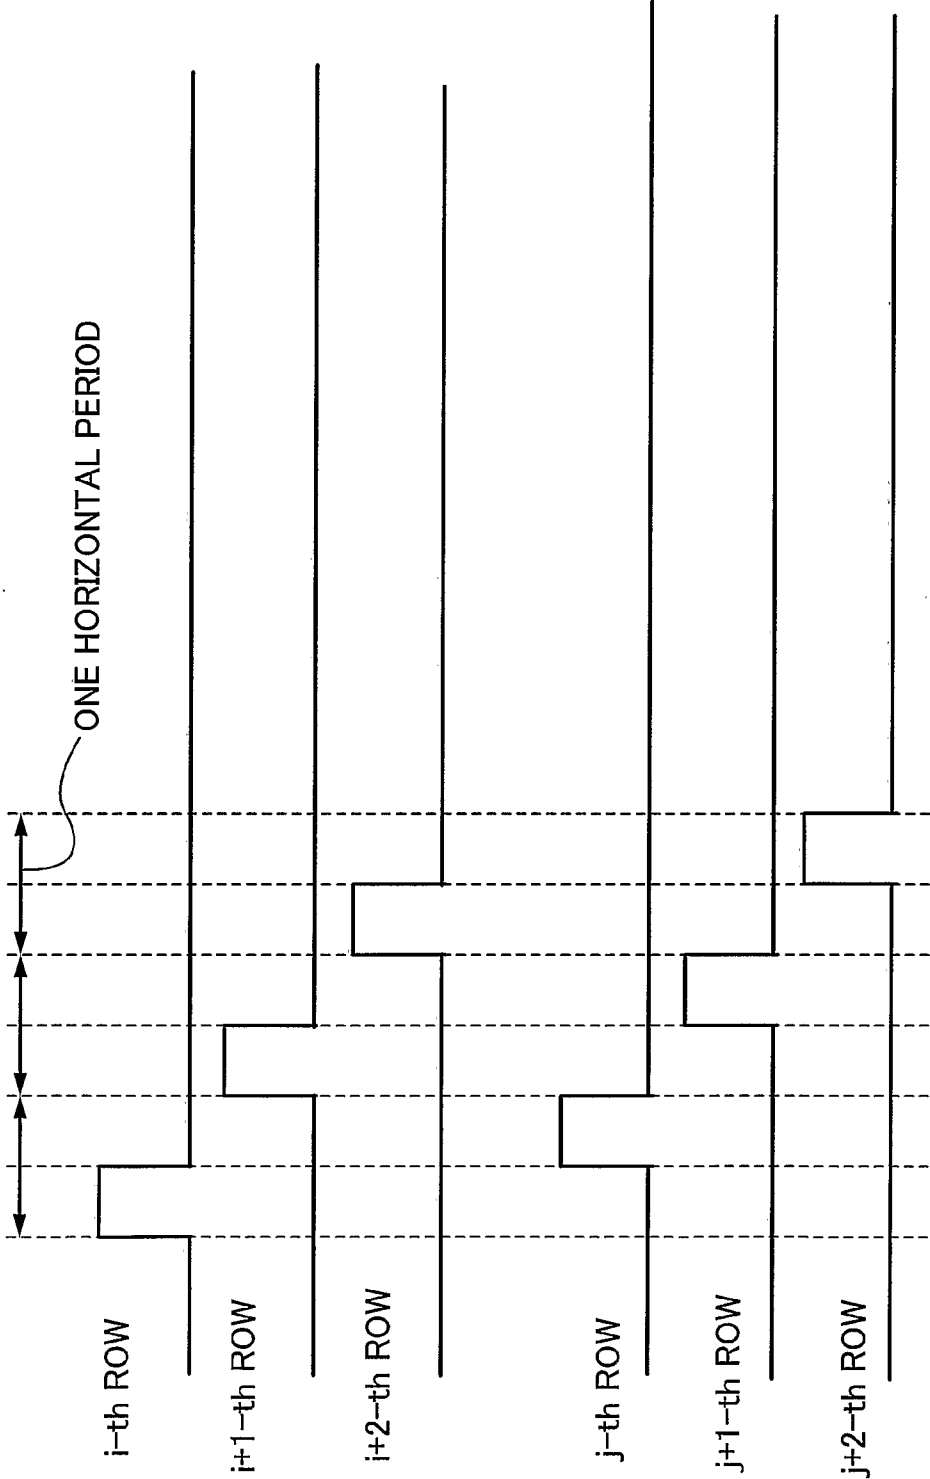 ONE HORIZONTAL PERIOD
i-th ROW
i+1-th ROW
i+2-th ROW
j-th ROW
j+1-th ROW
j+2-th ROW